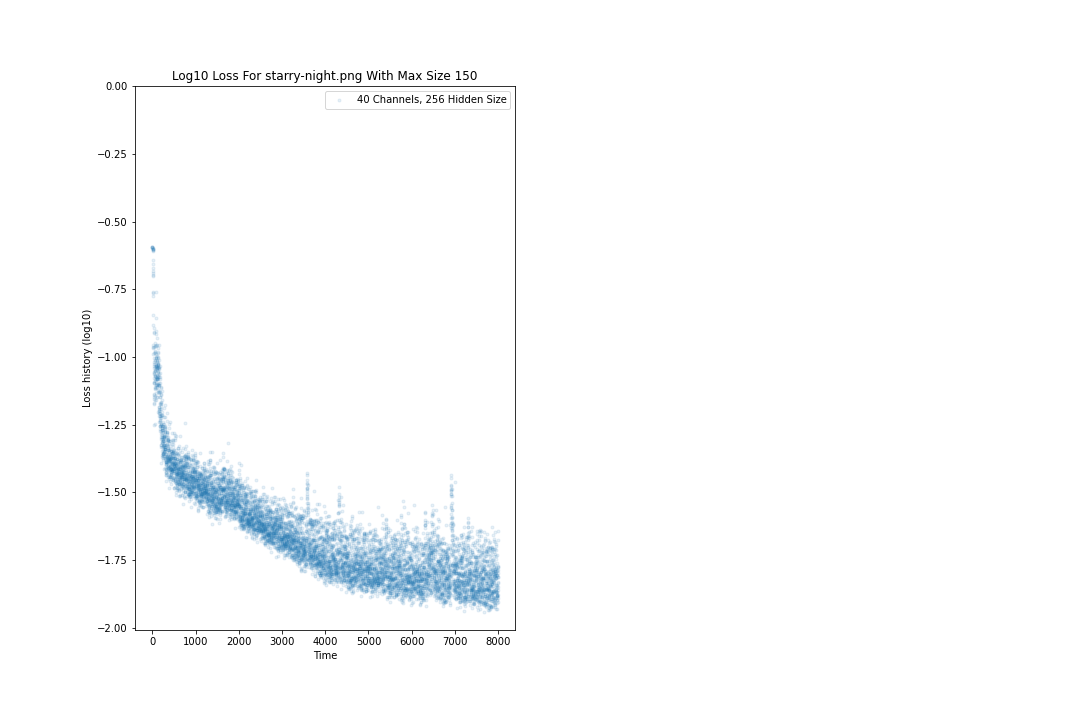 Log10 Loss For starry-night.png With Max Size 150
40 Channels, 256 Hidden Size
Loss history (log10)
0.00
−0.25
−0.50
−0.75
−1.00
−1.25
−1.50
−1.75
−2.00
0 1000 2000 3000 4000 5000 6000 7000 8000
Time